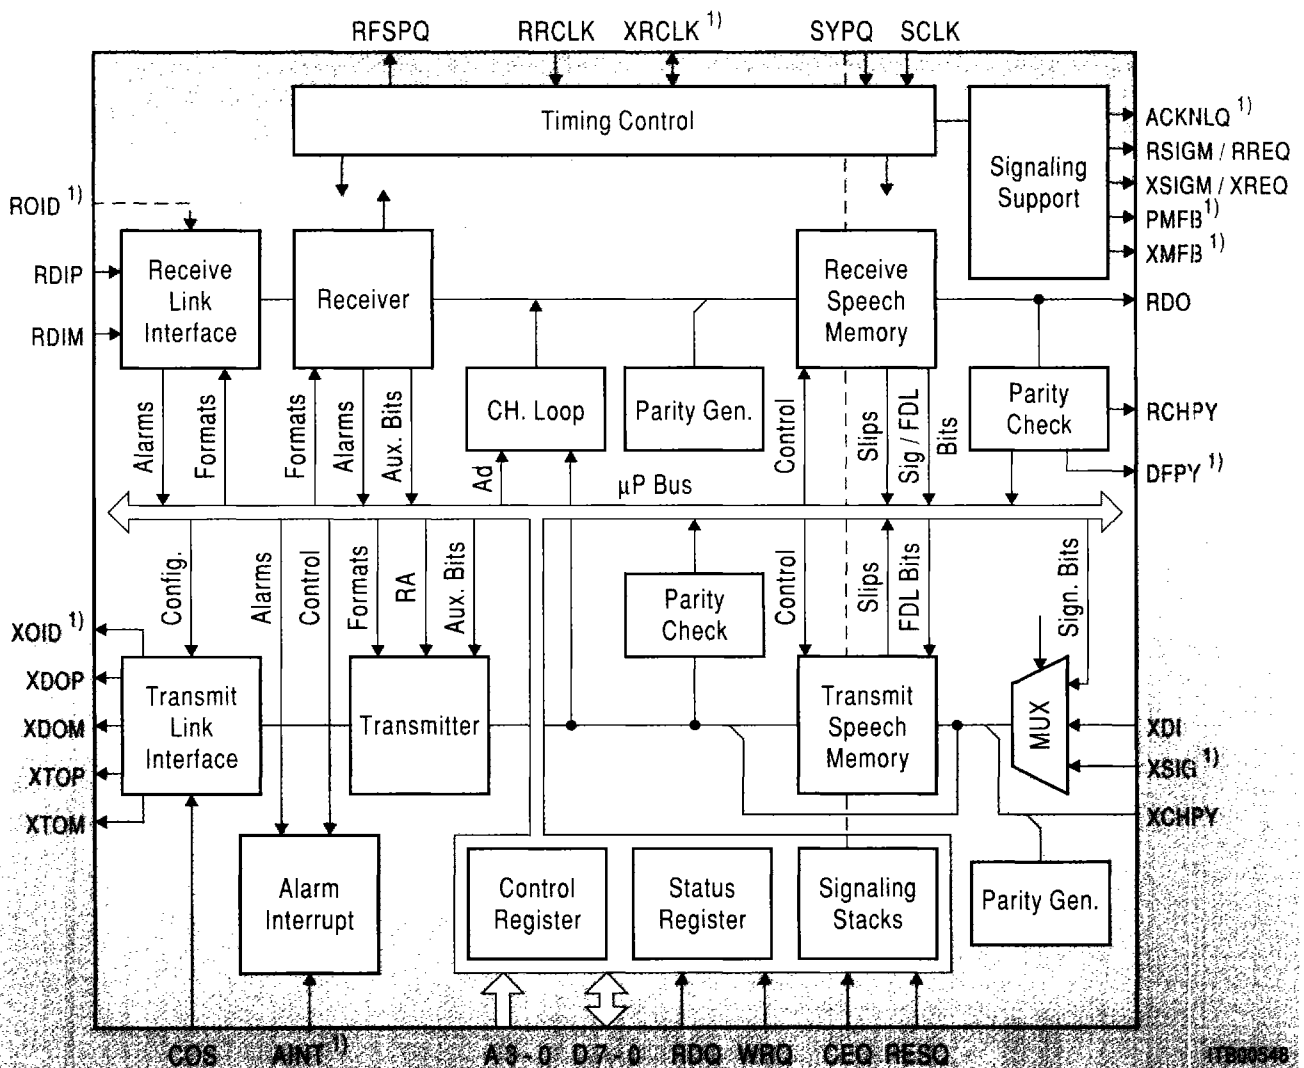 RFSPQ RRCLK XRCLK 1) SYPQ SCLK
Timing Control
ACKNLQ 1)
RSIGM / RREQ
XSIGM / XREQ
PMFB 1)
XMFB 1)
Signaling
Support
ROID 1)
RDIP
RDIM
Receive
Link
Interface
Receiver
Receive
Speech
Memory
RDO
CH. Loop
Parity Gen.
Parity
Check
RCHPY
DFPY 1)
Alarms
Formats
Formats
Alarms
Aux. Bits
Ad
Control
Slips
Sig / FDL
Bits
µP Bus
Config.
Alarms
Control
Formats
RA
Aux. Bits
Parity
Check
Control
Slips
FDL Bits
Sign. Bits
XOID 1)
XDOP
XDOM
XTOP
XTOM
Transmit
Link
Interface
Transmitter
Transmit
Speech
Memory
MUX
XDI
XSIG 1)
XCHPY
Alarm
Interrupt
Control
Register
Status
Register
Signaling
Stacks
Parity Gen.
COS AINT 1) A3-0 D7-0 RDQ WRQ CEQ RESQ
ITB00548